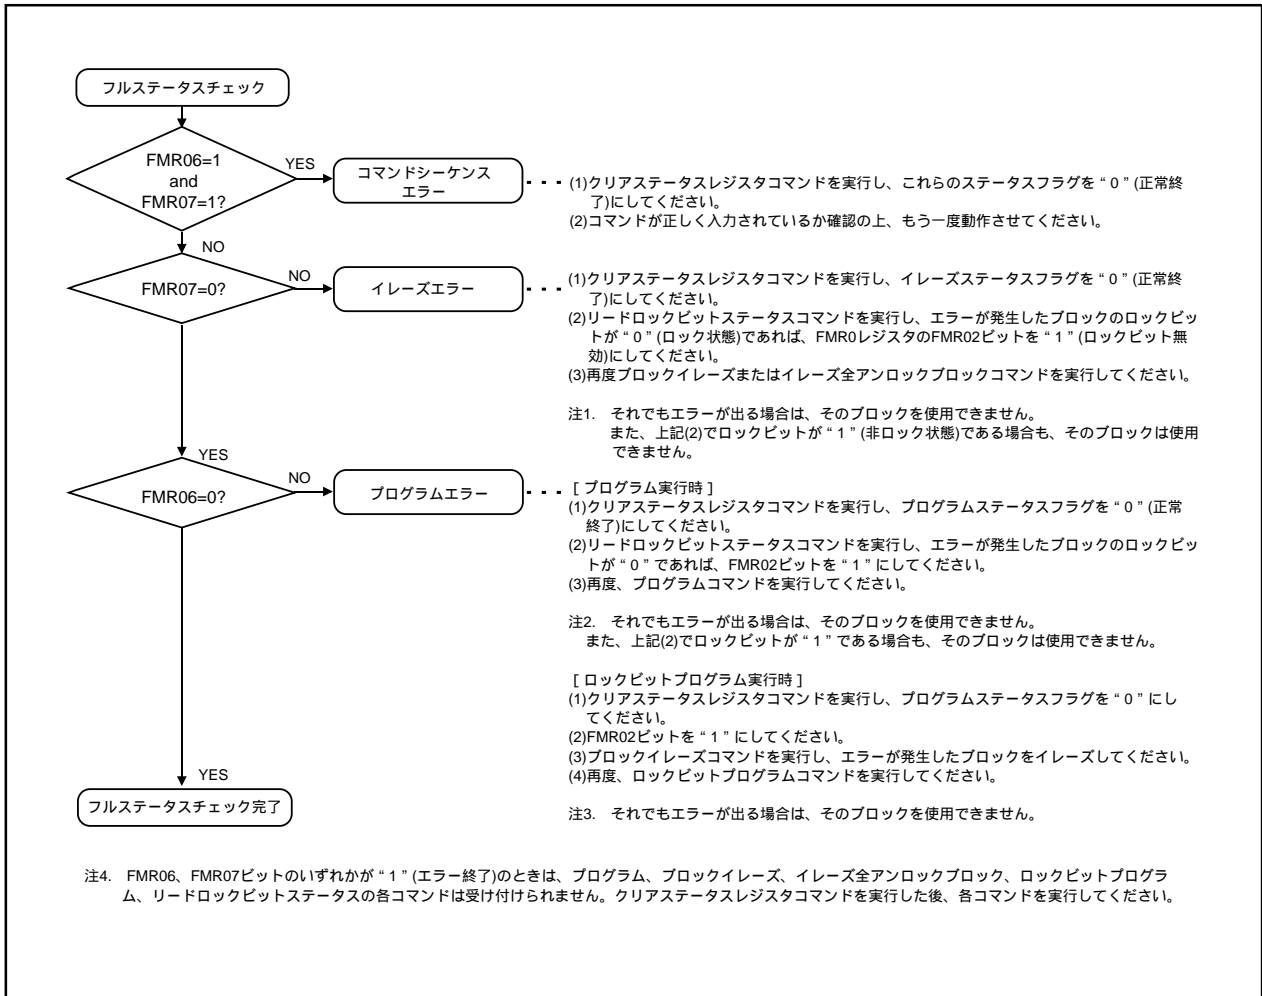 フルステータスチェック
FMR06=1
and
FMR07=1?
YES
コマンドシーケンス
エラー
(1)クリアステータスレジスタコマンドを実行し、これらのステータスフラグを“0”(正常終
了)にしてください。
(2)コマンドが正しく入力されているか確認の上、もう一度動作させてください。
NO
FMR07=0?
NO
イレーズエラー
(1)クリアステータスレジスタコマンドを実行し、イレーズステータスフラグを“0”(正常終
了)にしてください。
(2)リードロックビットステータスコマンドを実行し、エラーが発生したブロックのロックビッ
トが“0”(ロック状態)であれば、FMR0レジスタのFMR02ビットを“1”(ロックビット無
効)にしてください。
(3)再度ブロックイレーズまたはイレーズ全アンロックブロックコマンドを実行してください。
注1. それでもエラーが出る場合は、そのブロックを使用できません。
また、上記(2)でロックビットが“1”(非ロック状態)である場合も、そのブロックは使用
できません。
YES
FMR06=0?
NO
プログラムエラー
[プログラム実行時]
(1)クリアステータスレジスタコマンドを実行し、プログラムステータスフラグを“0”(正常
終了)にしてください。
(2)リードロックビットステータスコマンドを実行し、エラーが発生したブロックのロックビッ
トが“0”であれば、FMR02ビットを“1”にしてください。
(3)再度、プログラムコマンドを実行してください。
注2. それでもエラーが出る場合は、そのブロックを使用できません。
また、上記(2)でロックビットが“1”である場合も、そのブロックは使用できません。
[ロックビットプログラム実行時]
(1)クリアステータスレジスタコマンドを実行し、プログラムステータスフラグを“0”にし
てください。
(2)FMR02ビットを“1”にしてください。
(3)ブロックイレーズコマンドを実行し、エラーが発生したブロックをイレーズしてください。
(4)再度、ロックビットプログラムコマンドを実行してください。
注3. それでもエラーが出る場合は、そのブロックを使用できません。
YES
フルステータスチェック完了
注4. FMR06、FMR07ビットのいずれかが“1”(エラー終了)のときは、プログラム、ブロックイレーズ、イレーズ全アンロックブロック、ロックビットプログラ
ム、リードロックビットステータスの各コマンドは受け付けられません。クリアステータスレジスタコマンドを実行した後、各コマンドを実行してください。